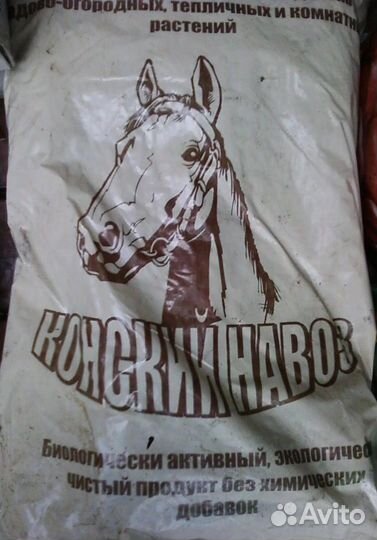 садово-огородных, тепличных и комнатных
растений
КОНСКИЙ НАВОЗ
Биологически активный, экологически
чистый продукт без химических
добавок
Avito